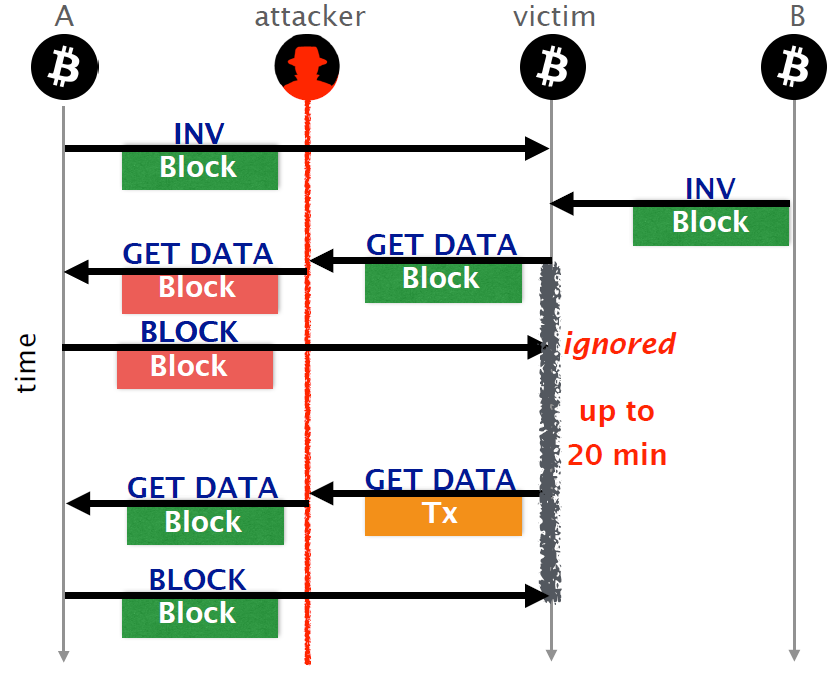 A
attacker
victim
B
INV
Block
INV
Block
GET DATA
Block
GET DATA
Block
BLOCK
Block
ignored
time
up to
20 min
GET DATA
Block
GET DATA
Tx
BLOCK
Block